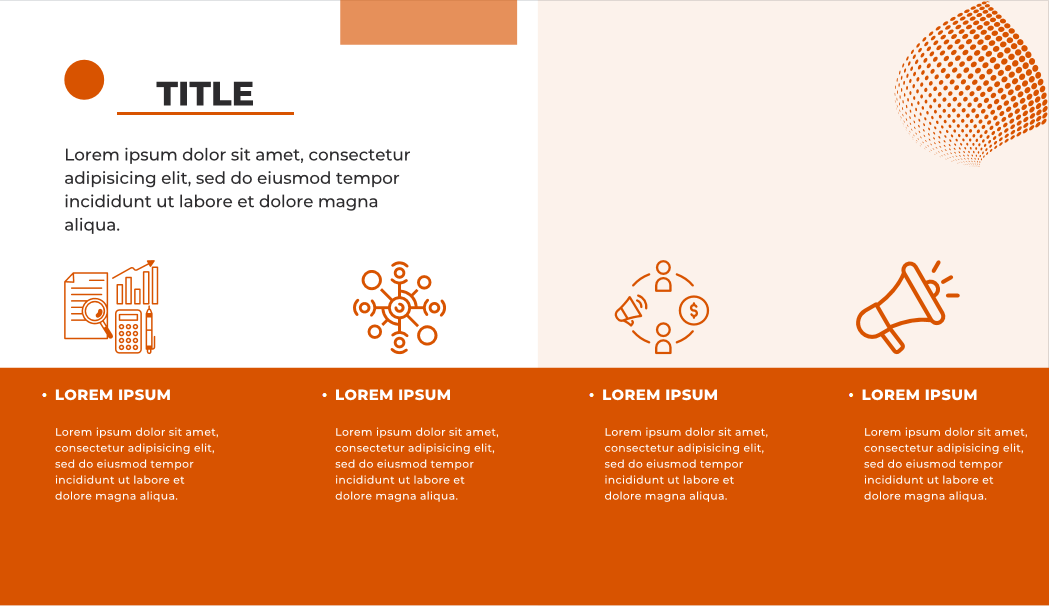 TITLE
Lorem ipsum dolor sit amet, consectetur
adipisicing elit, sed do eiusmod tempor
incididunt ut labore et dolore magna
aliqua.
$
• LOREM IPSUM
Lorem ipsum dolor sit amet,
consectetur adipisicing elit,
sed do eiusmod tempor
incididunt ut labore et
dolore magna aliqua.
• LOREM IPSUM
Lorem ipsum dolor sit amet,
consectetur adipisicing elit,
sed do eiusmod tempor
incididunt ut labore et
dolore magna aliqua.
• LOREM IPSUM
Lorem ipsum dolor sit amet,
consectetur adipisicing elit,
sed do eiusmod tempor
incididunt ut labore et
dolore magna aliqua.
• LOREM IPSUM
Lorem ipsum dolor sit amet,
consectetur adipisicing elit,
sed do eiusmod tempor
incididunt ut labore et
dolore magna aliqua.